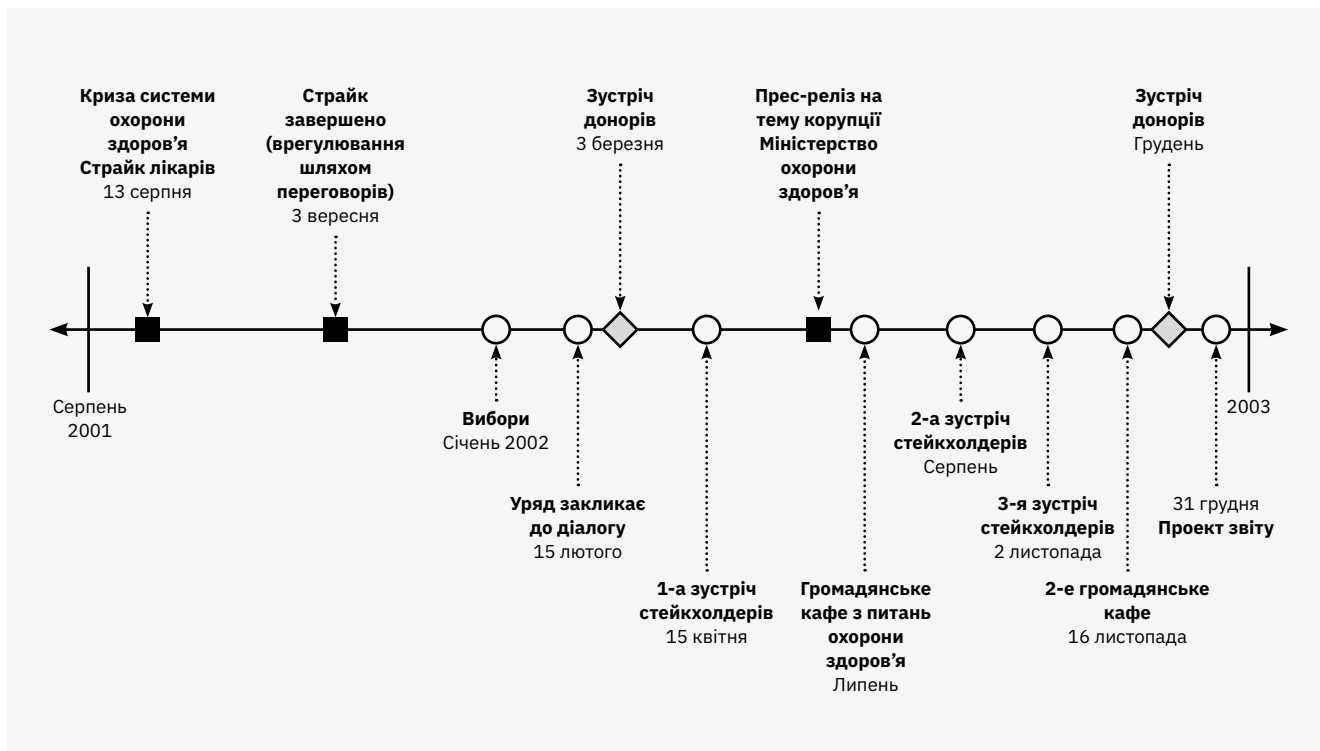 Криза системи
охорони
здоров’я
Страйк лікарів
13 серпня
Страйк
завершено
(врегулювання
шляхом
переговорів)
3 вересня
Зустріч
донорів
3 березня
Прес-реліз на
тему корупції
Міністерство
охорони
здоров’я
Зустріч
донорів
Грудень
Серпень
2001
2003
Вибори
Січень 2002
Уряд закликає
до діалогу
15 лютого
1-а зустріч
стейкхолдерів
15 квітня
Громадянське
кафе з питань
охорони
здоров’я
Липень
2-а зустріч
стейкхолдерів
Серпень
3-я зустріч
стейкхолдерів
2 листопада
2-е громадянське
кафе
16 листопада
31 грудня
Проект звіту